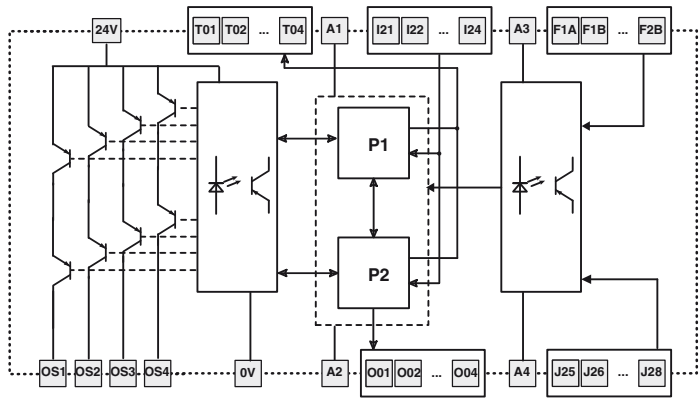 24V T01 T02 ... T04 A1 I21 I22 ... I24 A3 F1A F1B ... F2B
P1
P2
OS1 OS2 OS3 OS4 0V A2 O01 O02 ... O04 A4 J25 J26 ... J28